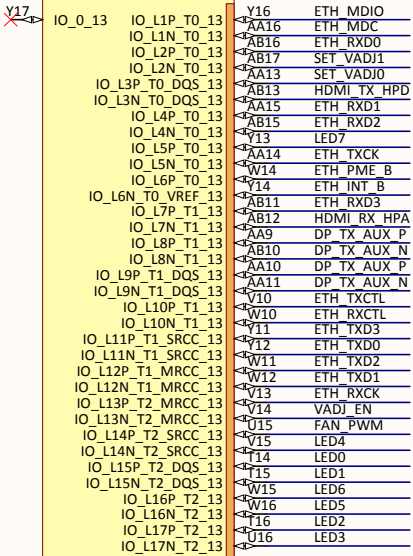 Y17 IO_0_13 IO_L1P_T0_13 Y16 ETH_MDIO
IO_L1N_T0_13 AA16 ETH_MDC
IO_L2P_T0_13 AB16 ETH_RXD0
IO_L2N_T0_13 AB17 SET_VADJ1
IO_L3P_T0_DQS_13 AA13 SET_VADJ0
IO_L3N_T0_DQS_13 AB13 HDMI_TX_HPD
IO_L4P_T0_13 AA15 ETH_RXD1
IO_L4N_T0_13 AB15 ETH_RXD2
IO_L5P_T0_13 Y13 LED7
IO_L5N_T0_13 AA14 ETH_TXCK
IO_L6P_T0_13 W14 ETH_PME_B
IO_L6N_T0_VREF_13 Y14 ETH_INT_B
IO_L7P_T1_13 AB11 ETH_RXD3
IO_L7N_T1_13 AB12 HDMI_RX_HPA
IO_L8P_T1_13 AA9 DP_TX_AUX_P
IO_L8N_T1_13 AB10 DP_TX_AUX_N
IO_L9P_T1_DQS_13 AA10 DP_TX_AUX_P
IO_L9N_T1_DQS_13 AA11 DP_TX_AUX_N
IO_L10P_T1_13 V10 ETH_TXCTL
IO_L10N_T1_13 W10 ETH_RXCTL
IO_L11P_T1_SRCC_13 Y11 ETH_TXD3
IO_L11N_T1_SRCC_13 Y12 ETH_TXD0
IO_L12P_T1_MRCC_13 W11 ETH_TXD2
IO_L12N_T1_MRCC_13 W12 ETH_TXD1
IO_L13P_T2_MRCC_13 V13 ETH_RXCK
IO_L13N_T2_MRCC_13 V14 VADJ_EN
IO_L14P_T2_SRCC_13 U15 FAN_PWM
IO_L14N_T2_SRCC_13 V15 LED4
IO_L15P_T2_DQS_13 T14 LED0
IO_L15N_T2_DQS_13 T15 LED1
IO_L16P_T2_13 W15 LED6
IO_L16N_T2_13 W16 LED5
IO_L17P_T2_13 T16 LED2
IO_L17N_T2_13 U16 LED3